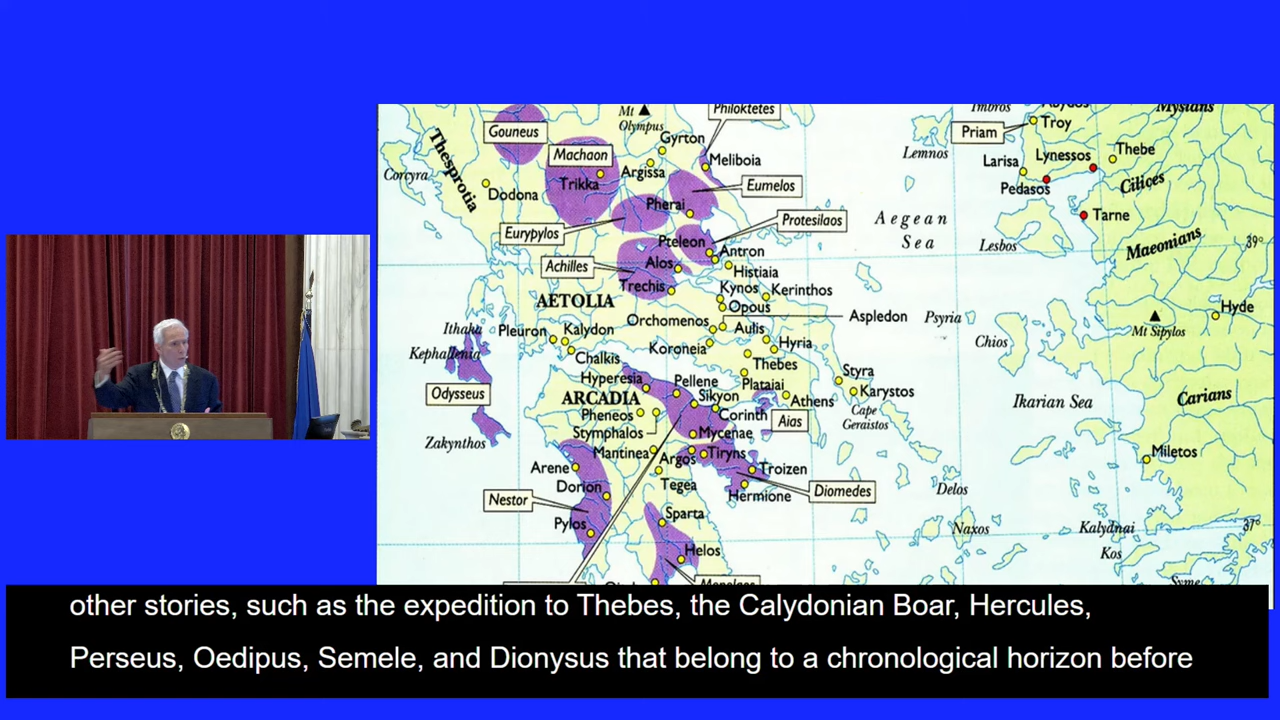 Imbros
Abydos
Mysians
Philoktetes
Mt
Olympus
Gouneus
Priam
Troy
Gyrton
Thesprotia
Machaon
Lemnos
Meliboia
Larisa
Lynessos
Thebe
Corcyra
Argissa
Trikka
Dodona
Eumelos
Pedasos
Cilices
Pherai
Protesilaos
Aegean
Sea
Tarne
Eurypylos
Pteleon
Antron
Lesbos
Maeonians
39°
Achilles
Alos
Histiaia
Trechis
Kynos
Kerinthos
AETOLIA
Opous
Hyde
Orchomenos
Aspledon
Psyria
Ithaka
Pleuron
Kalydon
Aulis
Mt Sipylos
Kephallenia
Koroneia
Hyria
Chios
Chalkis
Thebes
Hyperesia
Pellene
Plataiai
Styra
Odysseus
ARCADIA
Sikyon
Athens
Karystos
Ikarian Sea
Carians
Pheneos
Corinth
Aias
Cape
Geraistos
Stymphalos
Mycenae
Zakynthos
Mantinea
Argos
Tiryns
Miletos
Arene
Troizen
Dorion
Tegea
Hermione
Diomedes
Delos
Nestor
Pylos
Sparta
Naxos
Kalydnai
37°
Helos
Kos
Menelaos
Syme
other stories, such as the expedition to Thebes, the Calydonian Boar, Hercules,
Perseus, Oedipus, Semele, and Dionysus that belong to a chronological horizon before